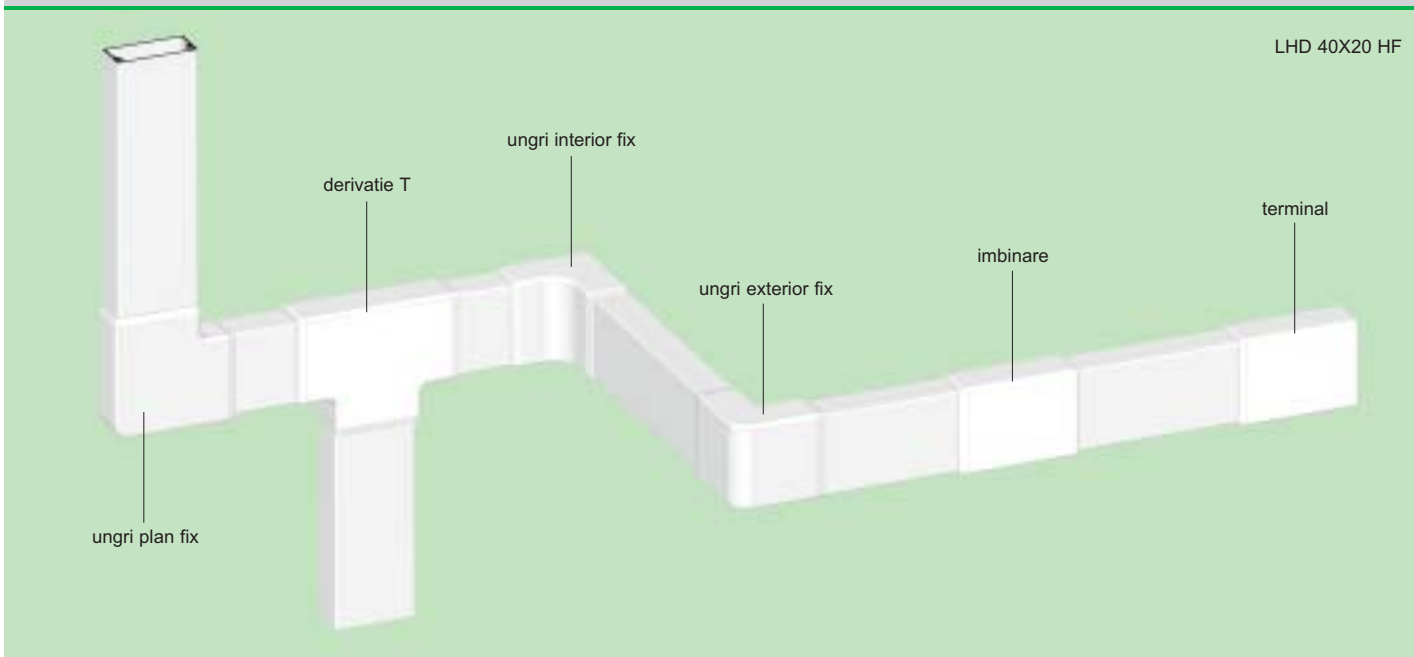 LHD 40X20 HF
ungri interior fix
derivatie T
terminal
imbinare
ungri exterior fix
ungri plan fix